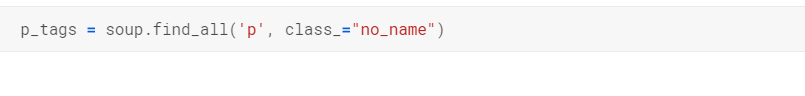 p_tags = soup.find_all('p', class_="no_name")